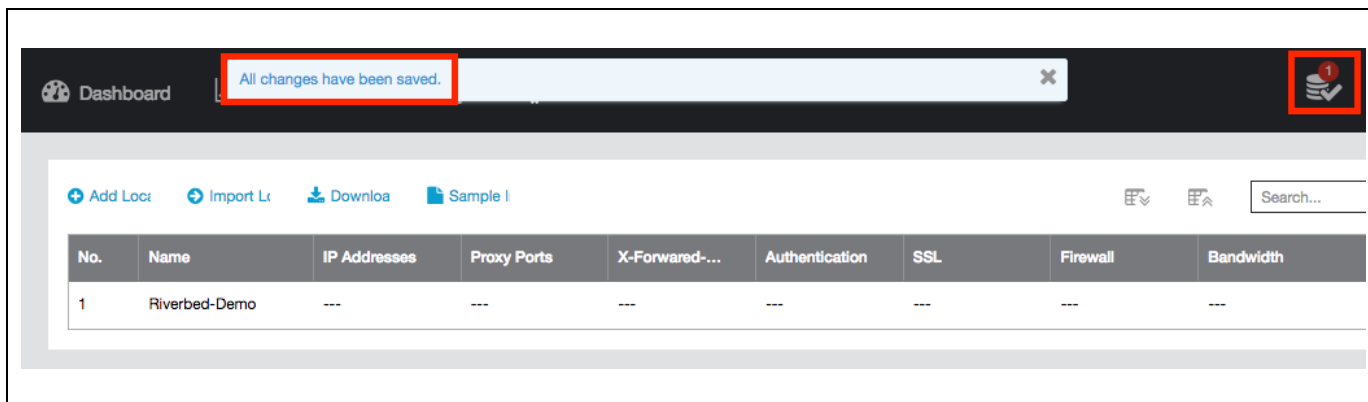 Dashboard
All changes have been saved.
1
Add Loca
Import Lo
Downloa
Sample I
Search...
No. Name IP Addresses Proxy Ports X-Forwared-... Authentication SSL Firewall Bandwidth
1 Riverbed-Demo --- --- --- --- --- --- ---